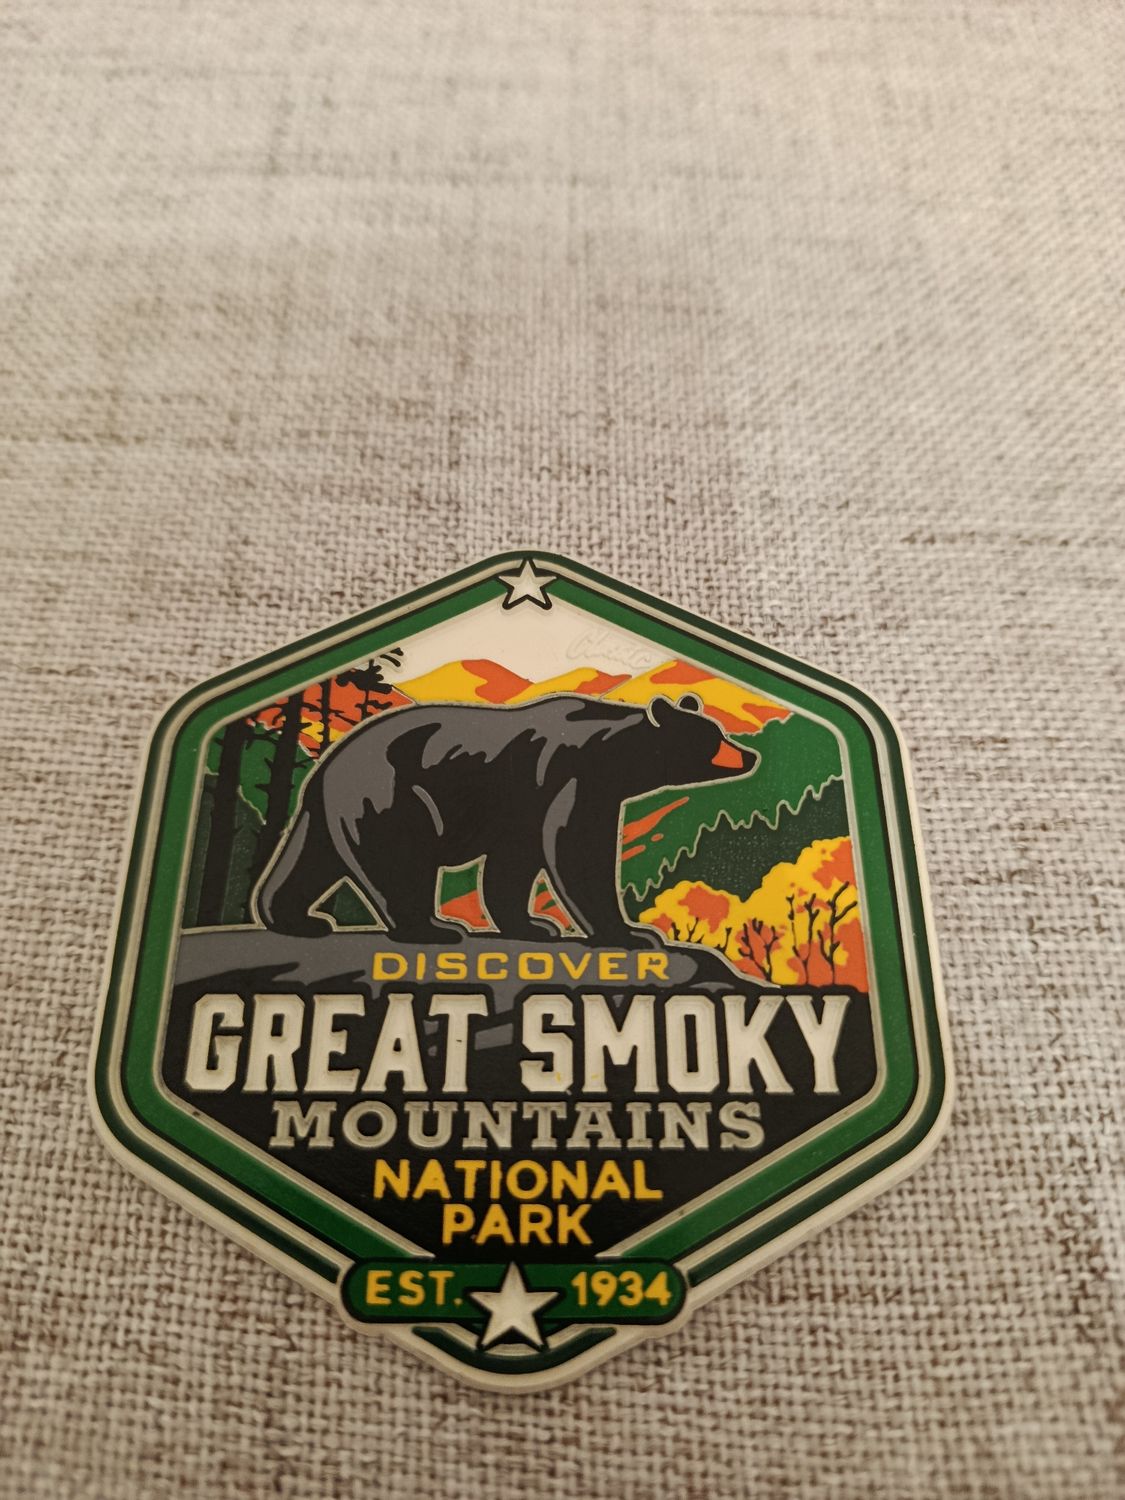 DISCOVER
GREAT SMOKY
MOUNTAINS
NATIONAL
PARK
EST. 1934